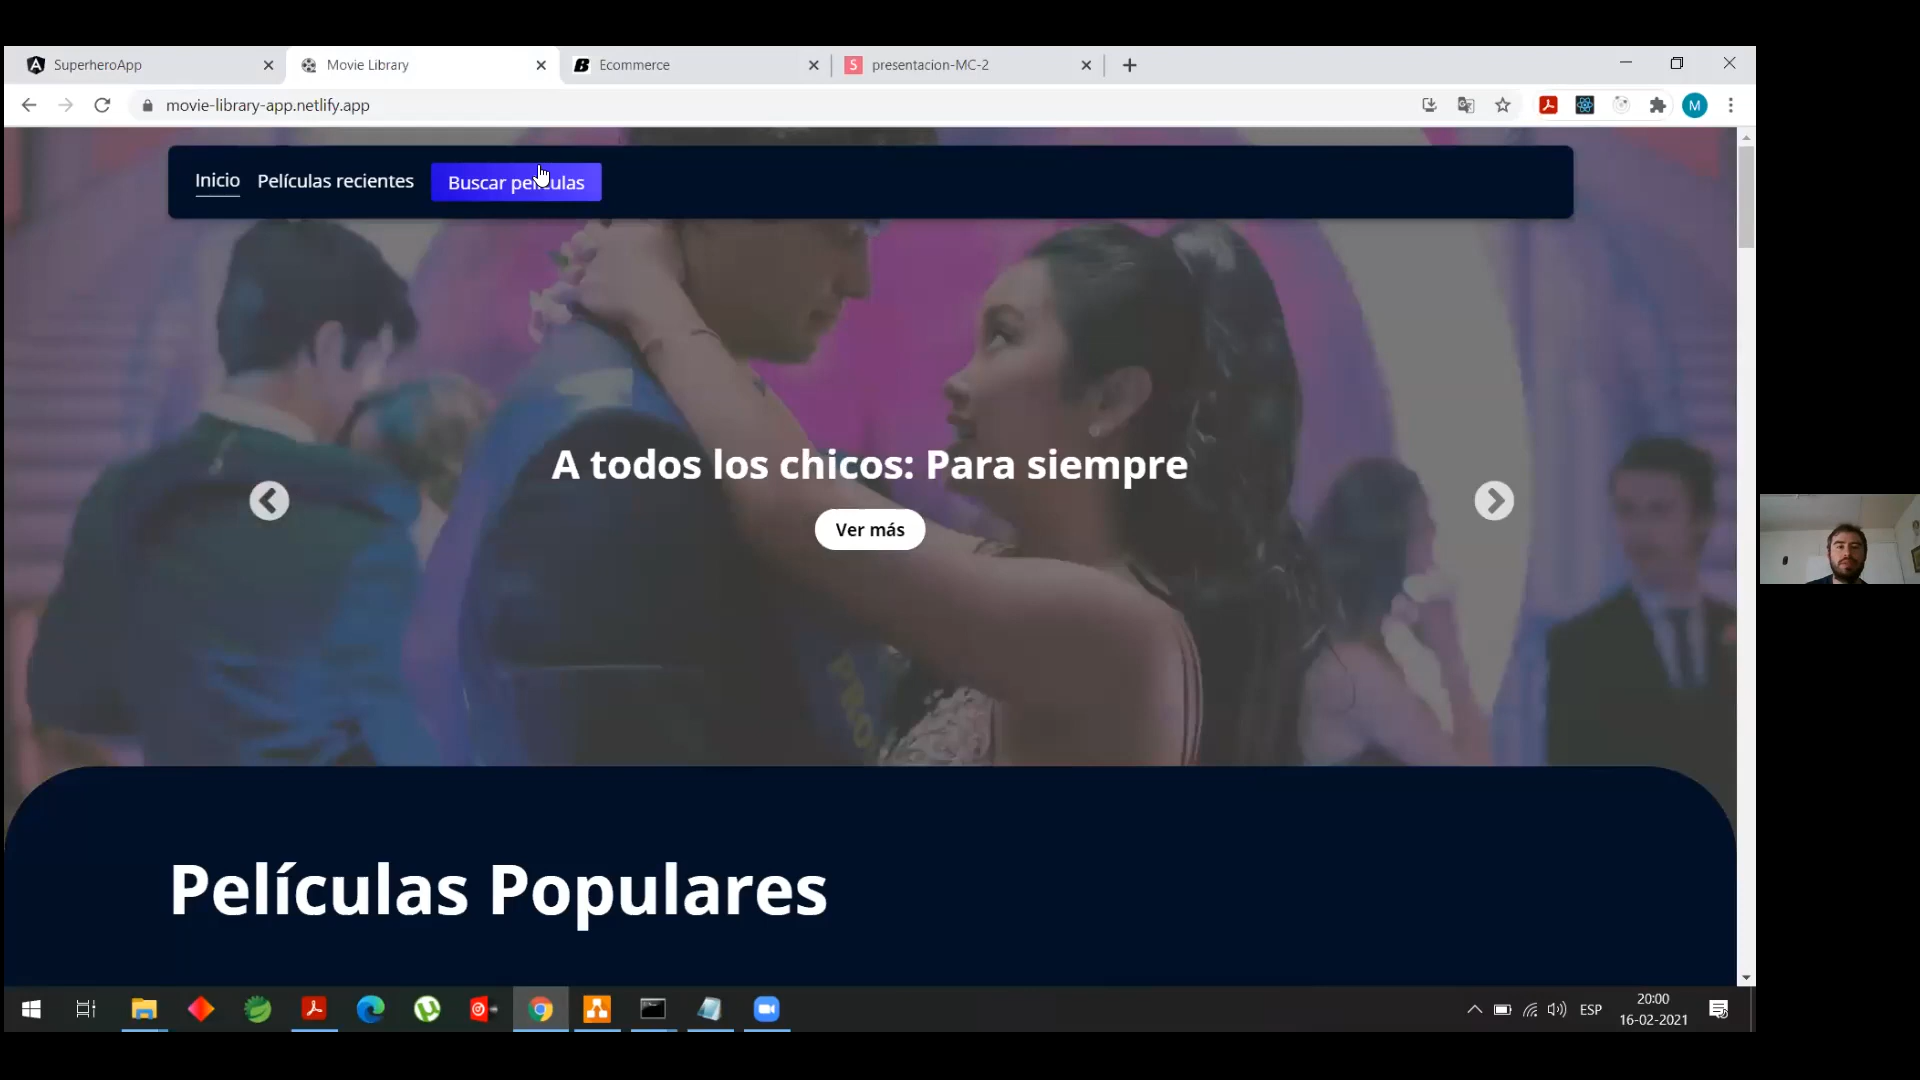 SuperheroApp
Movie Library
Ecommerce
presentacion-MC-2
movie-library-app.netlify.app
M
Inicio
Películas recientes
Buscar películas
A todos los chicos: Para siempre
Ver más
PRO
Películas Populares
ESP
20:00
16-02-2021